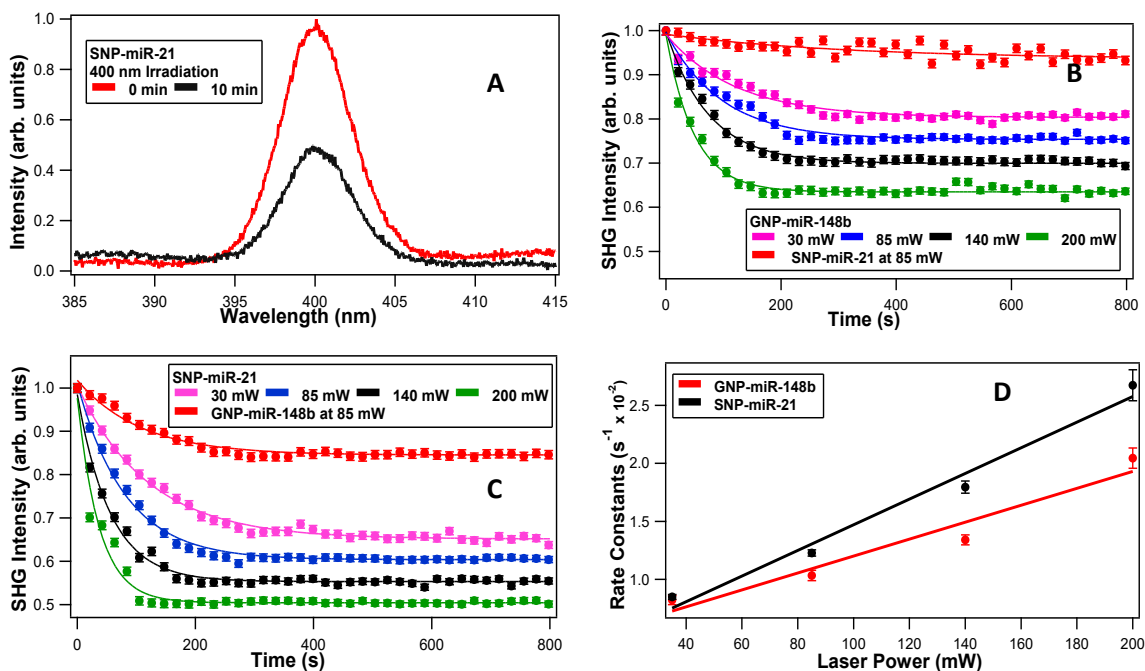 A
SNP-miR-21
400 nm Irradiation
0 min 10 min
Intensity (arb. units)
1.0
0.8
0.6
0.4
0.2
0.0
385 390 395 400 405 410 415
Wavelength (nm)
B
SHG Intensity (arb. units)
1.0
0.9
0.8
0.7
0.6
0.5
GNP-miR-148b
30 mW 85 mW 140 mW 200 mW
SNP-miR-21 at 85 mW
0 200 400 600 800
Time (s)
SNP-miR-21
30 mW 85 mW 140 mW 200 mW
GNP-miR-148b at 85 mW
C
SHG Intensity (arb. units)
1.0
0.9
0.8
0.7
0.6
0.5
0 200 400 600 800
Time (s)
GNP-miR-148b
SNP-miR-21
D
Rate Constants (s⁻¹ x 10⁻²)
2.5
2.0
1.5
1.0
40 60 80 100 120 140 160 180 200
Laser Power (mW)